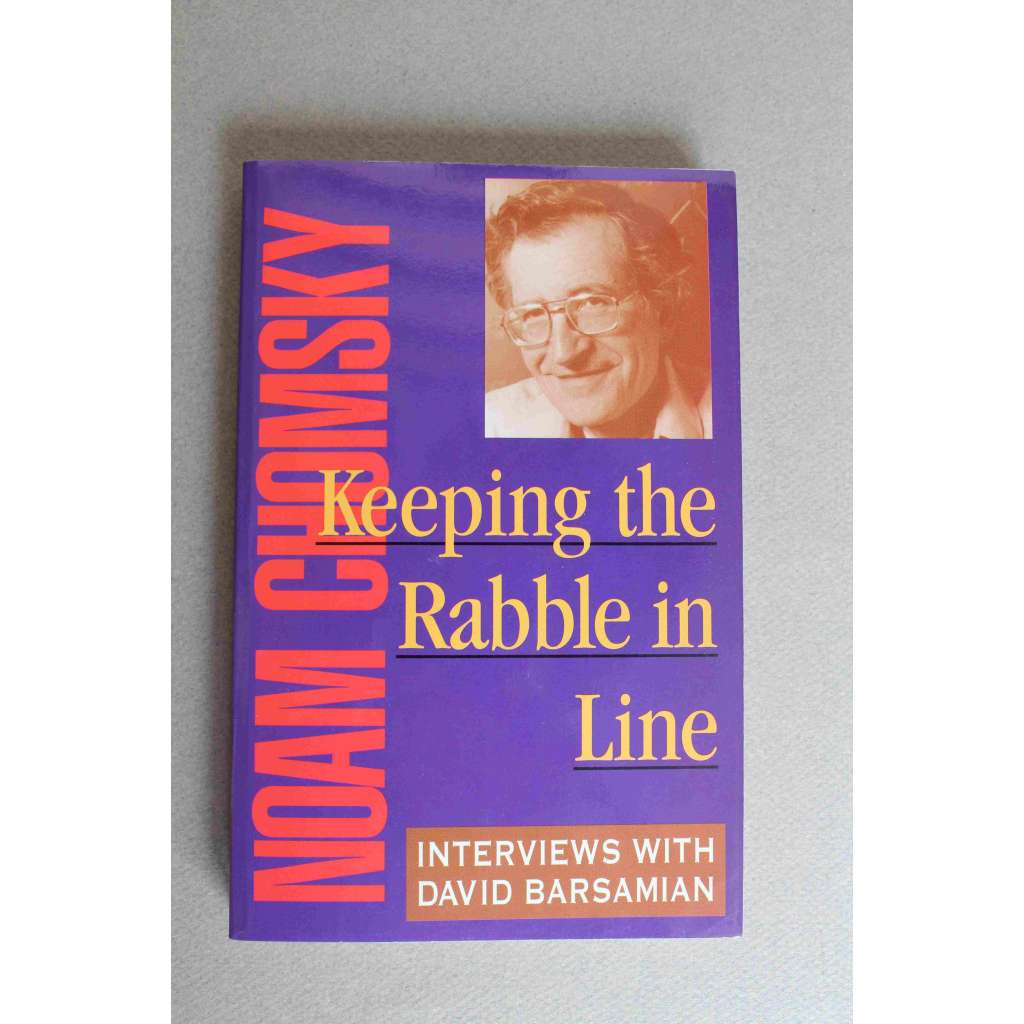 NOAM CHOMSKY
Keeping the
Rabble in
Line
INTERVIEWS WITH
DAVID BARSAMIAN